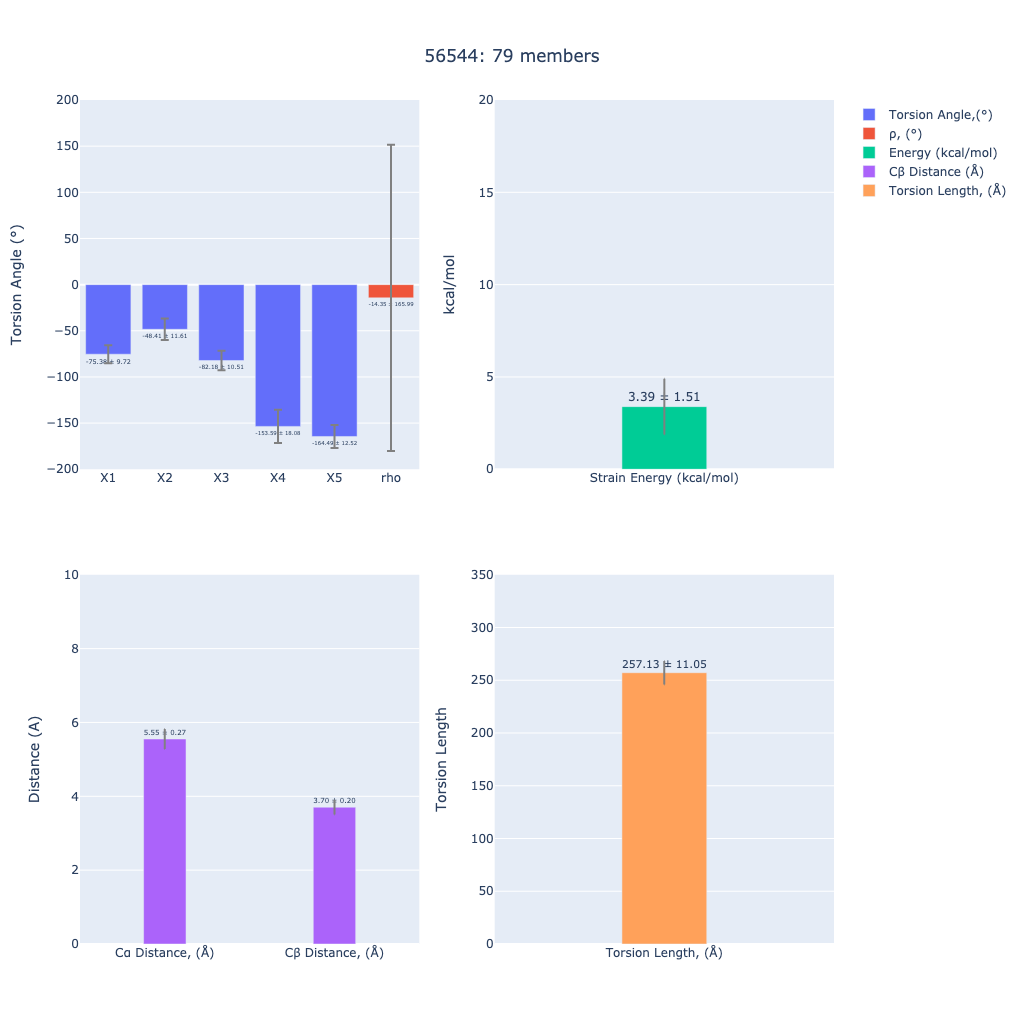 56544: 79 members
200
150
100
50
0
−50
−100
−150
−200
Torsion Angle (°)
-75.38 ± 9.72
-48.41 ± 11.61
-82.18 ± 10.51
-153.59 ± 18.08
-164.49 ± 12.52
-14.35 ± 165.99
X1 X2 X3 X4 X5 rho
20
15
10
5
0
kcal/mol
3.39 ± 1.51
Strain Energy (kcal/mol)
Torsion Angle,(°)
ρ, (°)
Energy (kcal/mol)
Cβ Distance (Å)
Torsion Length, (Å)
10
8
6
4
2
0
Distance (A)
5.55 ± 0.27
3.70 ± 0.20
Cα Distance, (Å) Cβ Distance, (Å)
350
300
250
200
150
100
50
0
Torsion Length
257.13 ± 11.05
Torsion Length, (Å)